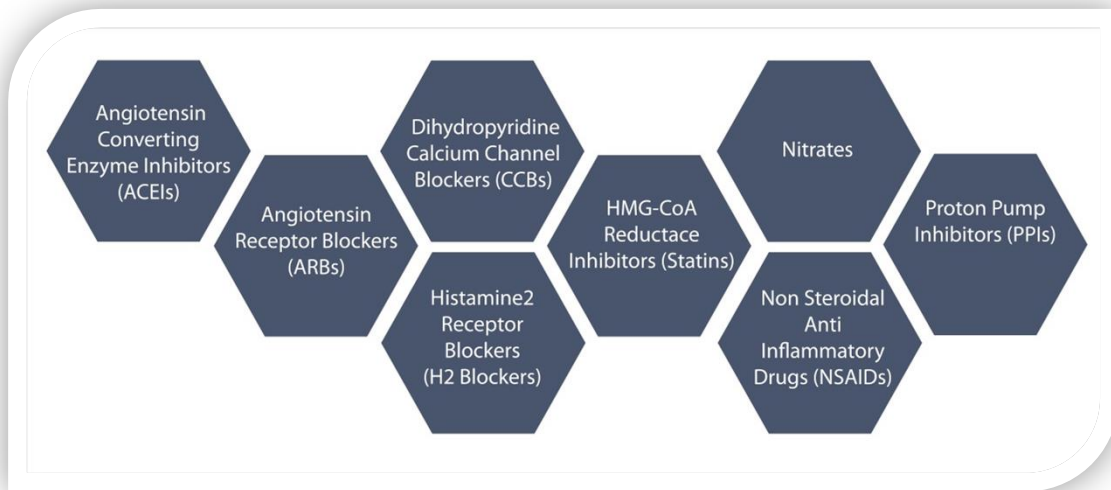 Angiotensin
Converting
Enzyme Inhibitors
(ACEIs)
Angiotensin
Receptor Blockers
(ARBs)
Dihydropyridine
Calcium Channel
Blockers (CCBs)
Histamine2
Receptor
Blockers
(H2 Blockers)
HMG-CoA
Reductace
Inhibitors (Statins)
Nitrates
Non Steroidal
Anti
Inflammatory
Drugs (NSAIDs)
Proton Pump
Inhibitors (PPIs)